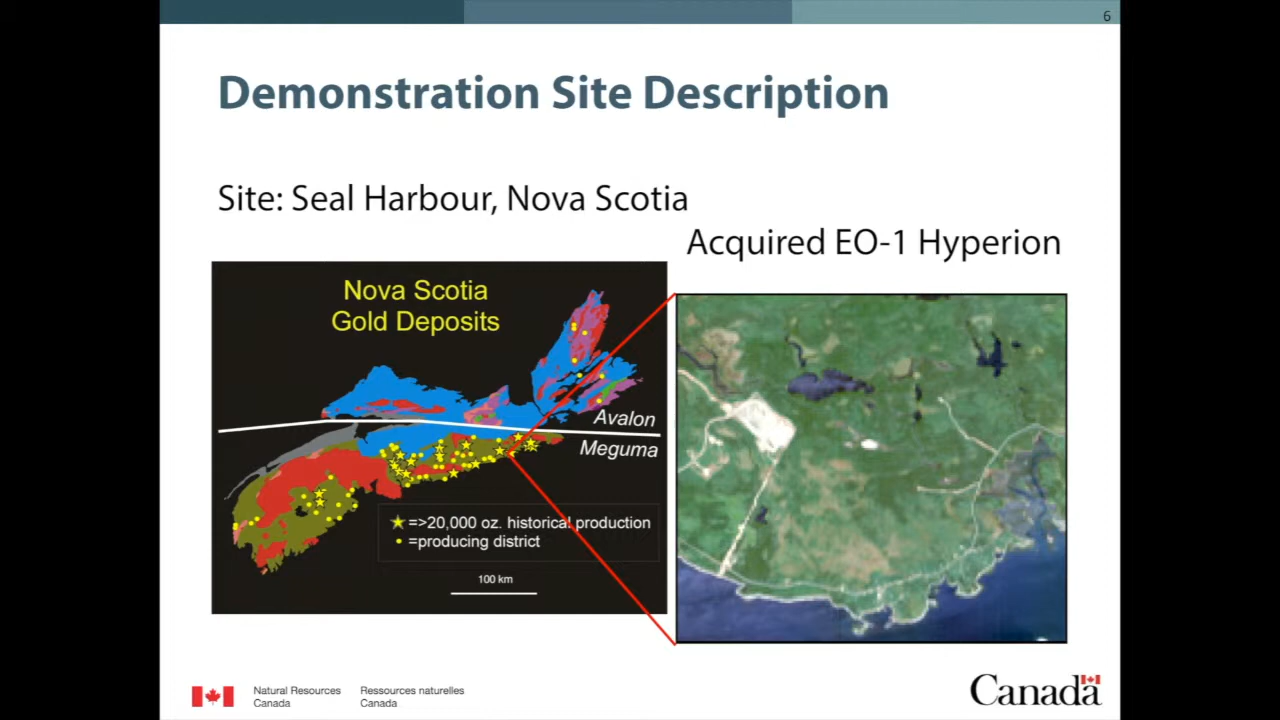 6
Demonstration Site Description
Site: Seal Harbour, Nova Scotia
Acquired EO-1 Hyperion
Nova Scotia
Gold Deposits
Avalon
Meguma
=>20,000 oz. historical production
=producing district
100 km
Natural Resources
Canada
Ressources naturelles
Canada
Canada